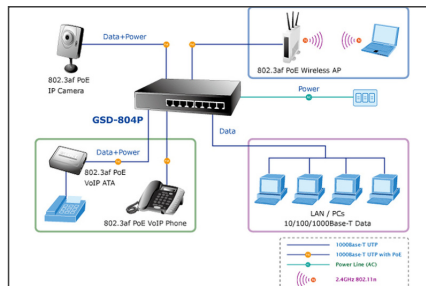 Data+Power
802.3af PoE
IP Camera
802.3af PoE Wireless AP
Power
GSD-804P
Data
Data+Power
802.3af PoE
VoIP ATA
802.3af PoE VoIP Phone
LAN / PCs
10/100/1000Base-T Data
1000Base-T UTP
1000Base-T UTP with PoE
Power Line (AC)
2.4GHz 802.11n